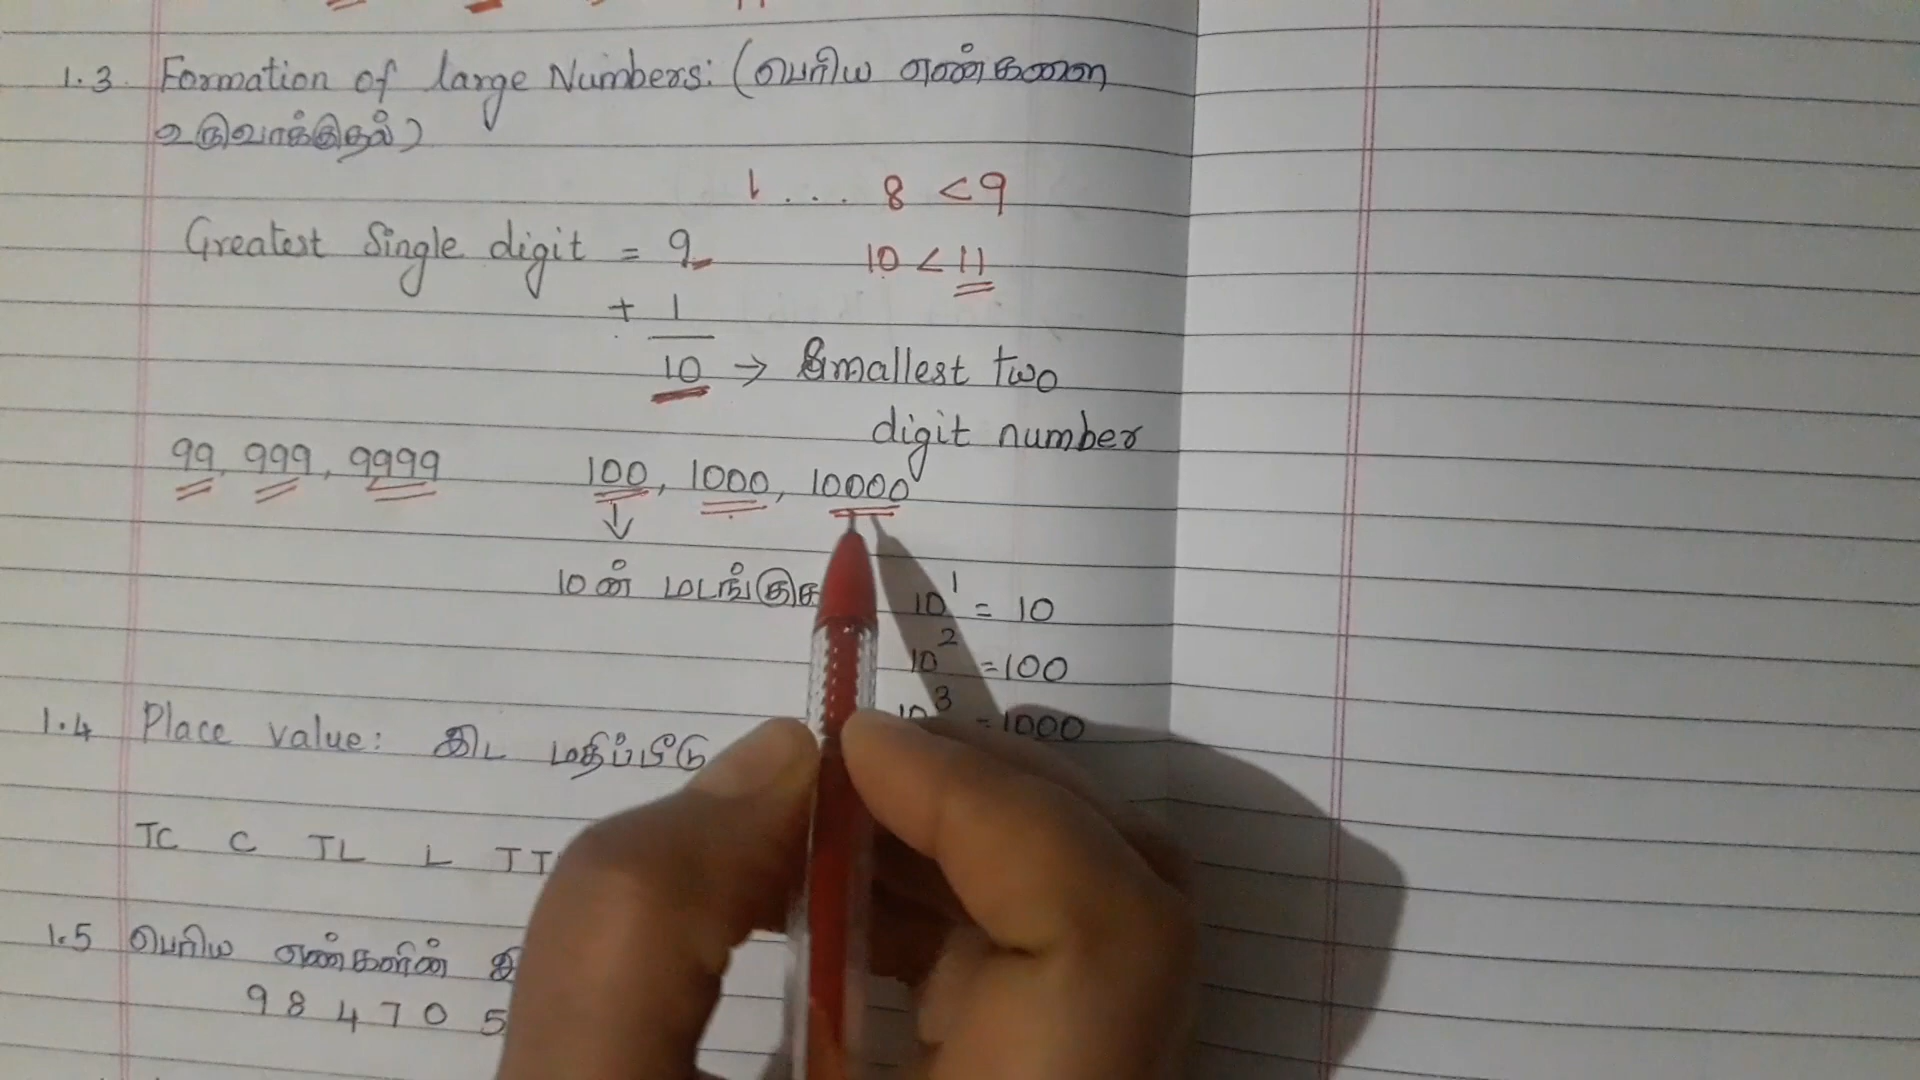 1.3 Formation of large Numbers: (பெரிய எண்களை
உருவாக்குதல்)
1 ... 8 < 9
Greatest Single digit = 9
10 < 11
+ 1
10 → Smallest two
digit number
99, 999, 9999 100, 1000, 10000
↓
10ன் மடங்குக
10¹ = 10
10² = 100
10³ = 1000
1.4 Place value: இட மதிப்பீடு
TC C TL L TT
1.5 பெரிய எண்களின்
9 8 4 7 0 5